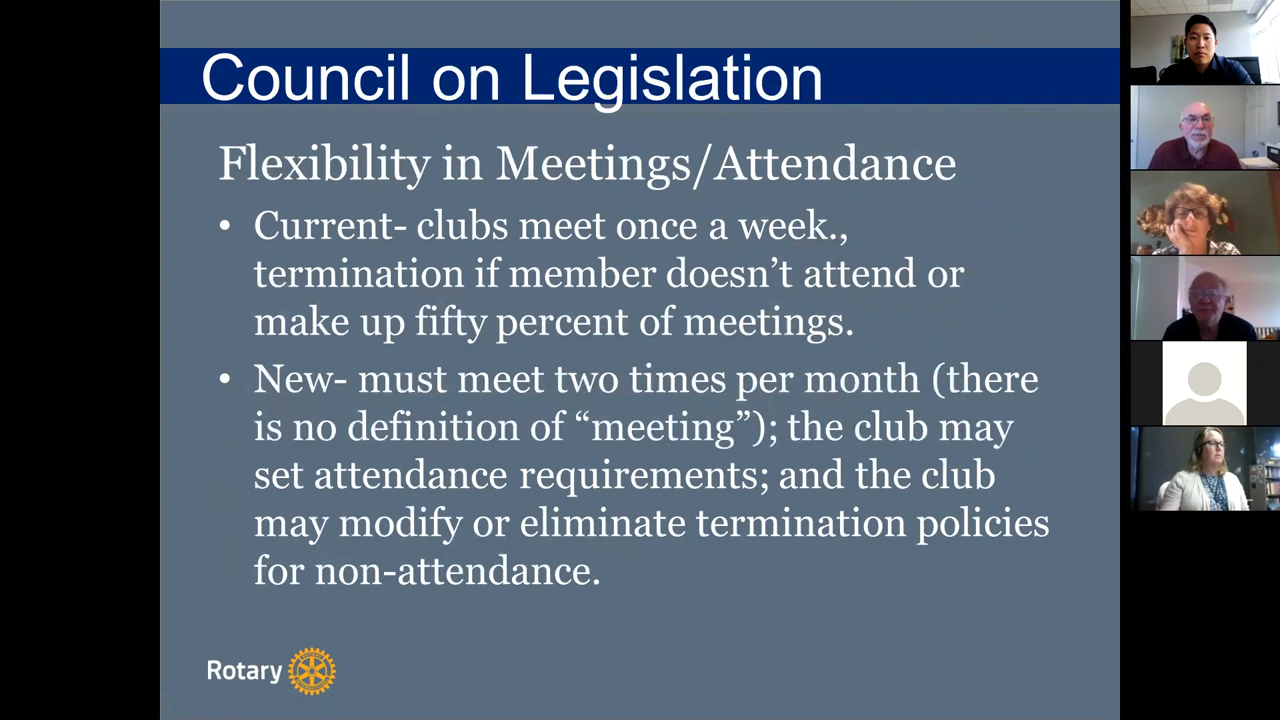 Council on Legislation
Flexibility in Meetings/Attendance
• Current- clubs meet once a week.,
termination if member doesn’t attend or
make up fifty percent of meetings.
• New- must meet two times per month (there
is no definition of “meeting”); the club may
set attendance requirements; and the club
may modify or eliminate termination policies
for non-attendance.
Rotary